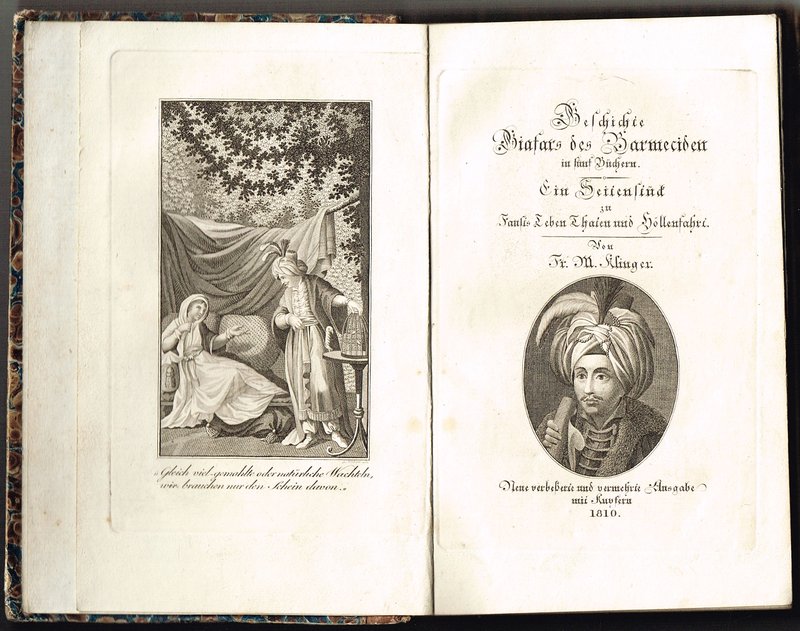 „Gleich viel gemahlte oder natürliche Wachteln,
wir brauchen nur den Schein davon.„
Geschichte
Giafars des Barmeciden
in fünf Büchern.
Ein Seitenstück
zu
Fausts Leben Thaten und Höllenfahrt.
Von
Fr. M. Klinger.
Neue verbeßerte und vermehrte Ausgabe
mit Kupfern
1810.